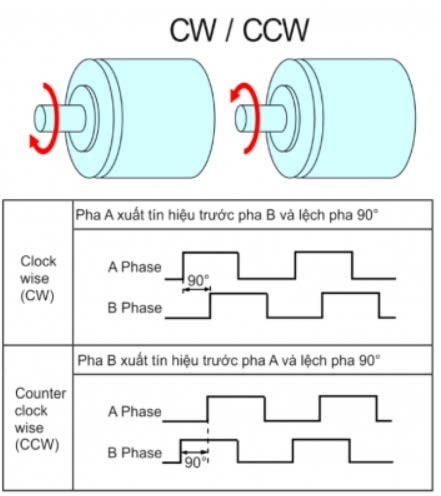 CW / CCW
Pha A xuất tín hiệu trước pha B và lệch pha 90°
Clock
wise
(CW)
A Phase
90°
B Phase
Pha B xuất tín hiệu trước pha A và lệch pha 90°
Counter
clock
wise
(CCW)
A Phase
B Phase
90°